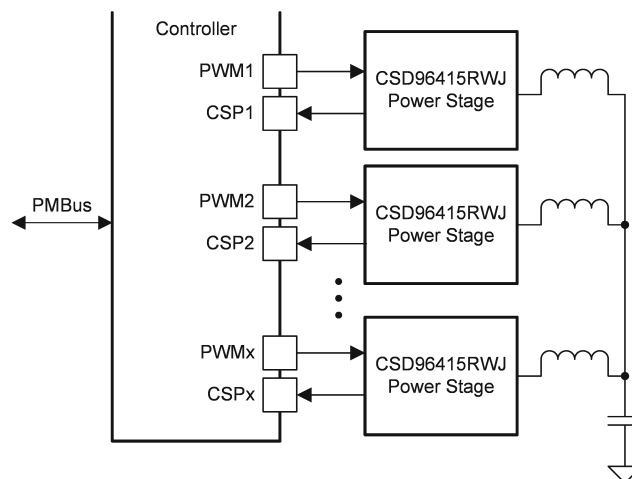 Controller
PWM1
CSD96415RWJ
Power Stage
CSP1
PMBus
PWM2
CSD96415RWJ
Power Stage
CSP2
PWMx
CSD96415RWJ
Power Stage
CSPx